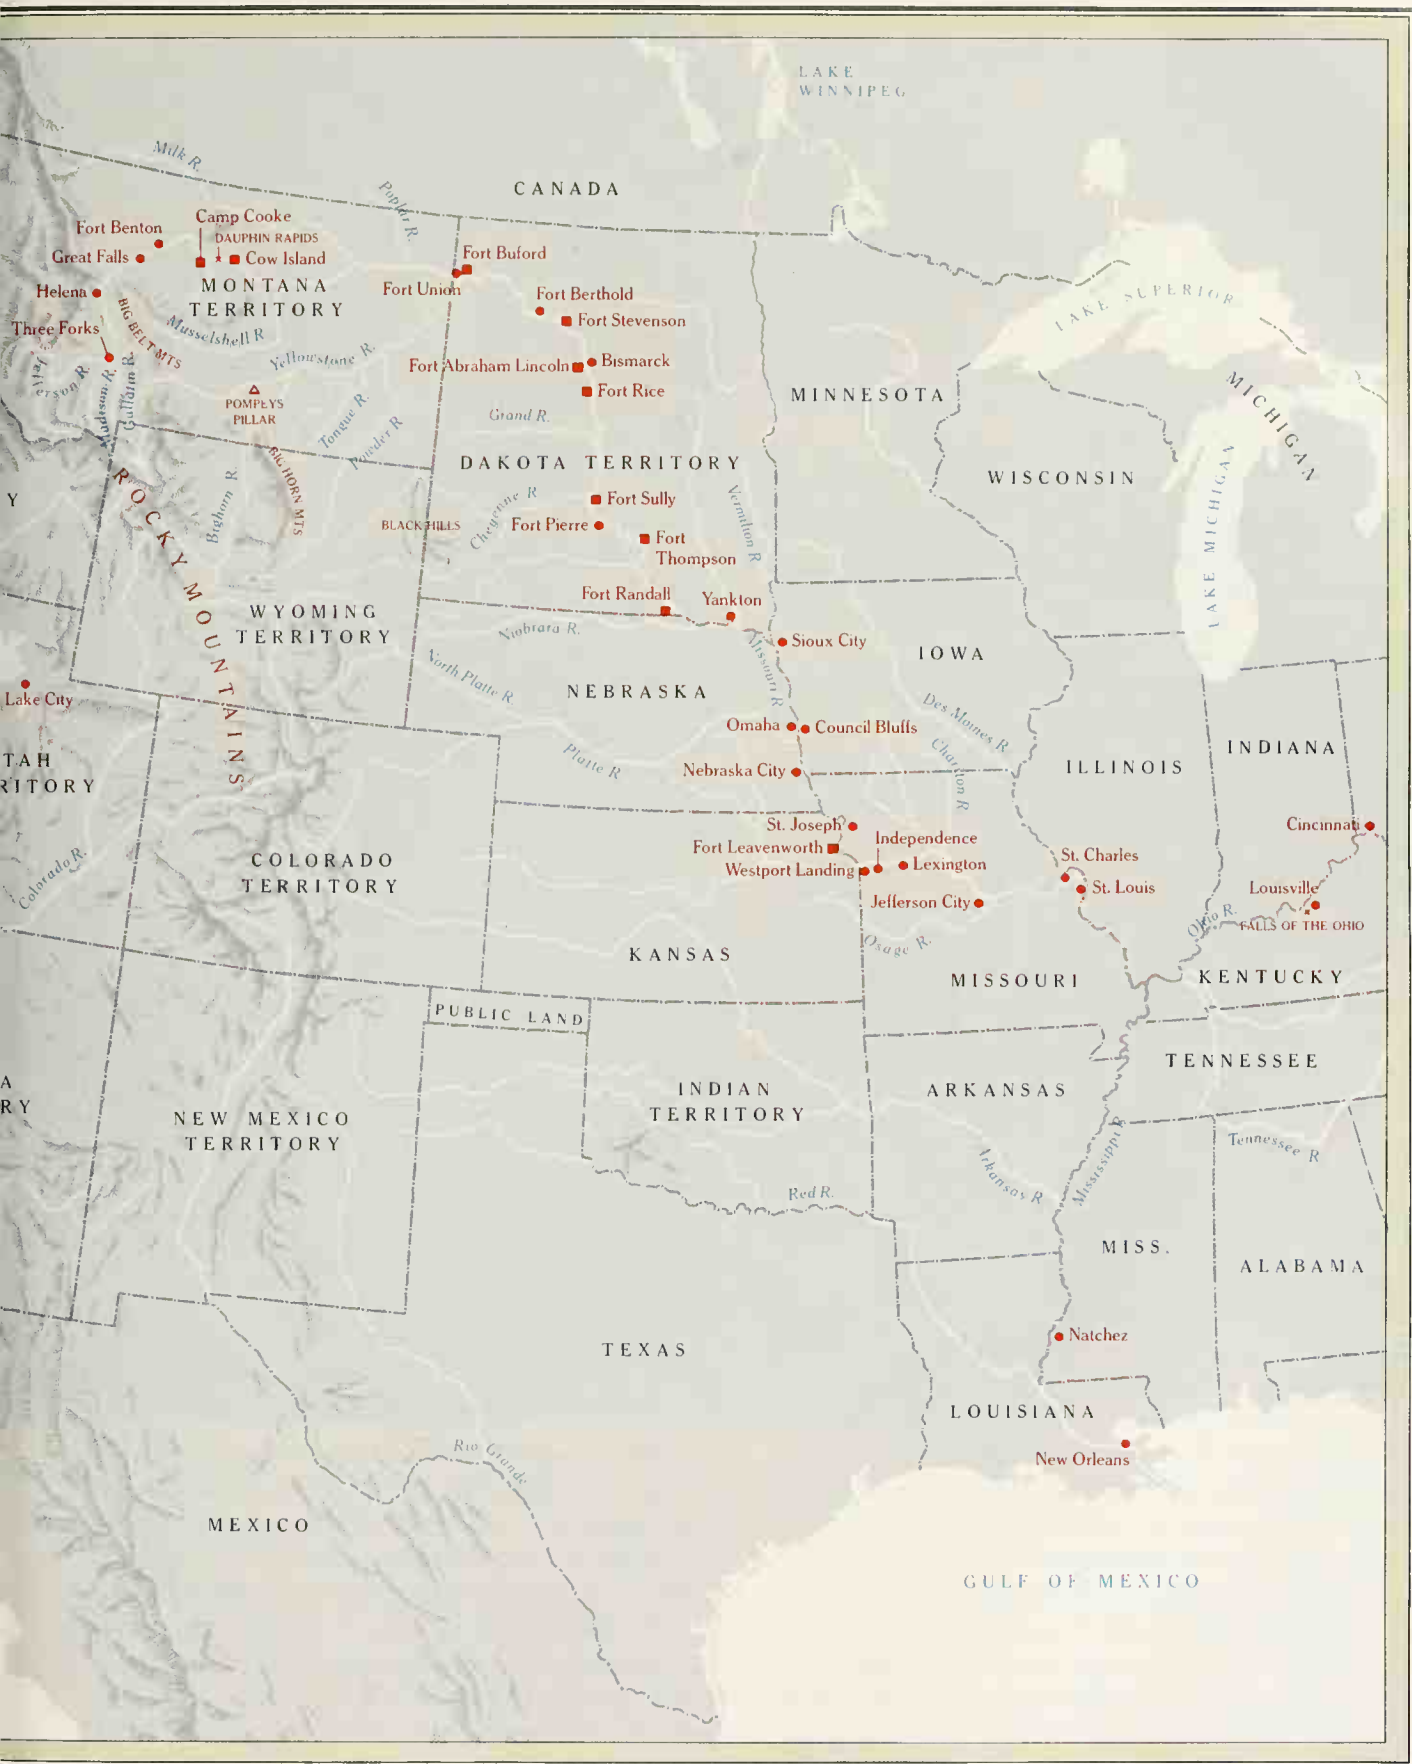 LAKE
WINNIPEG
Milk R.
CANADA
Poplar R.
Camp Cooke
Fort Benton
DAUPHIN RAPIDS
Great Falls
Cow Island
Fort Buford
MONTANA
TERRITORY
Fort Union
Helena
Fort Berthold
LAKE SUPERIOR
BIG BELT MTS
Three Forks
Musselshell R
Fort Stevenson
Yellowstone R.
Fort Abraham Lincoln
Bismarck
Jefferson R.
Madison R.
Gallatin R.
POMPEYS
PILLAR
Fort Rice
MINNESOTA
MICHIGAN
Tongue R.
Powder R
Grand R.
DAKOTA TERRITORY
WISCONSIN
LAKE MICHIGAN
Y
ROCKY MOUNTAINS
Bighorn R.
BIG HORN MTS
BLACK HILLS
Cheyenne R
Fort Sully
Fort Pierre
Fort
Thompson
Vermilion R
Fort Randall
Yankton
WYOMING
TERRITORY
Niobrara R.
Missouri R
Sioux City
IOWA
North Platte R.
Lake City
NEBRASKA
Des Moines R
Omaha
Council Bluffs
Chariton R
INDIANA
TAH
RITORY
Platte R
Nebraska City
ILLINOIS
St. Joseph
Independence
Cincinnati
Fort Leavenworth
Westport Landing
Lexington
St. Charles
Colorado R.
COLORADO
TERRITORY
Jefferson City
St. Louis
Louisville
Ohio R.
FALLS OF THE OHIO
Osage R.
KANSAS
MISSOURI
KENTUCKY
PUBLIC LAND
TENNESSEE
A
RY
INDIAN
TERRITORY
ARKANSAS
NEW MEXICO
TERRITORY
Mississippi R
Tennessee R
Arkansas R
Red R.
MISS.
ALABAMA
TEXAS
Natchez
LOUISIANA
Rio Grande
New Orleans
MEXICO
GULF OF MEXICO